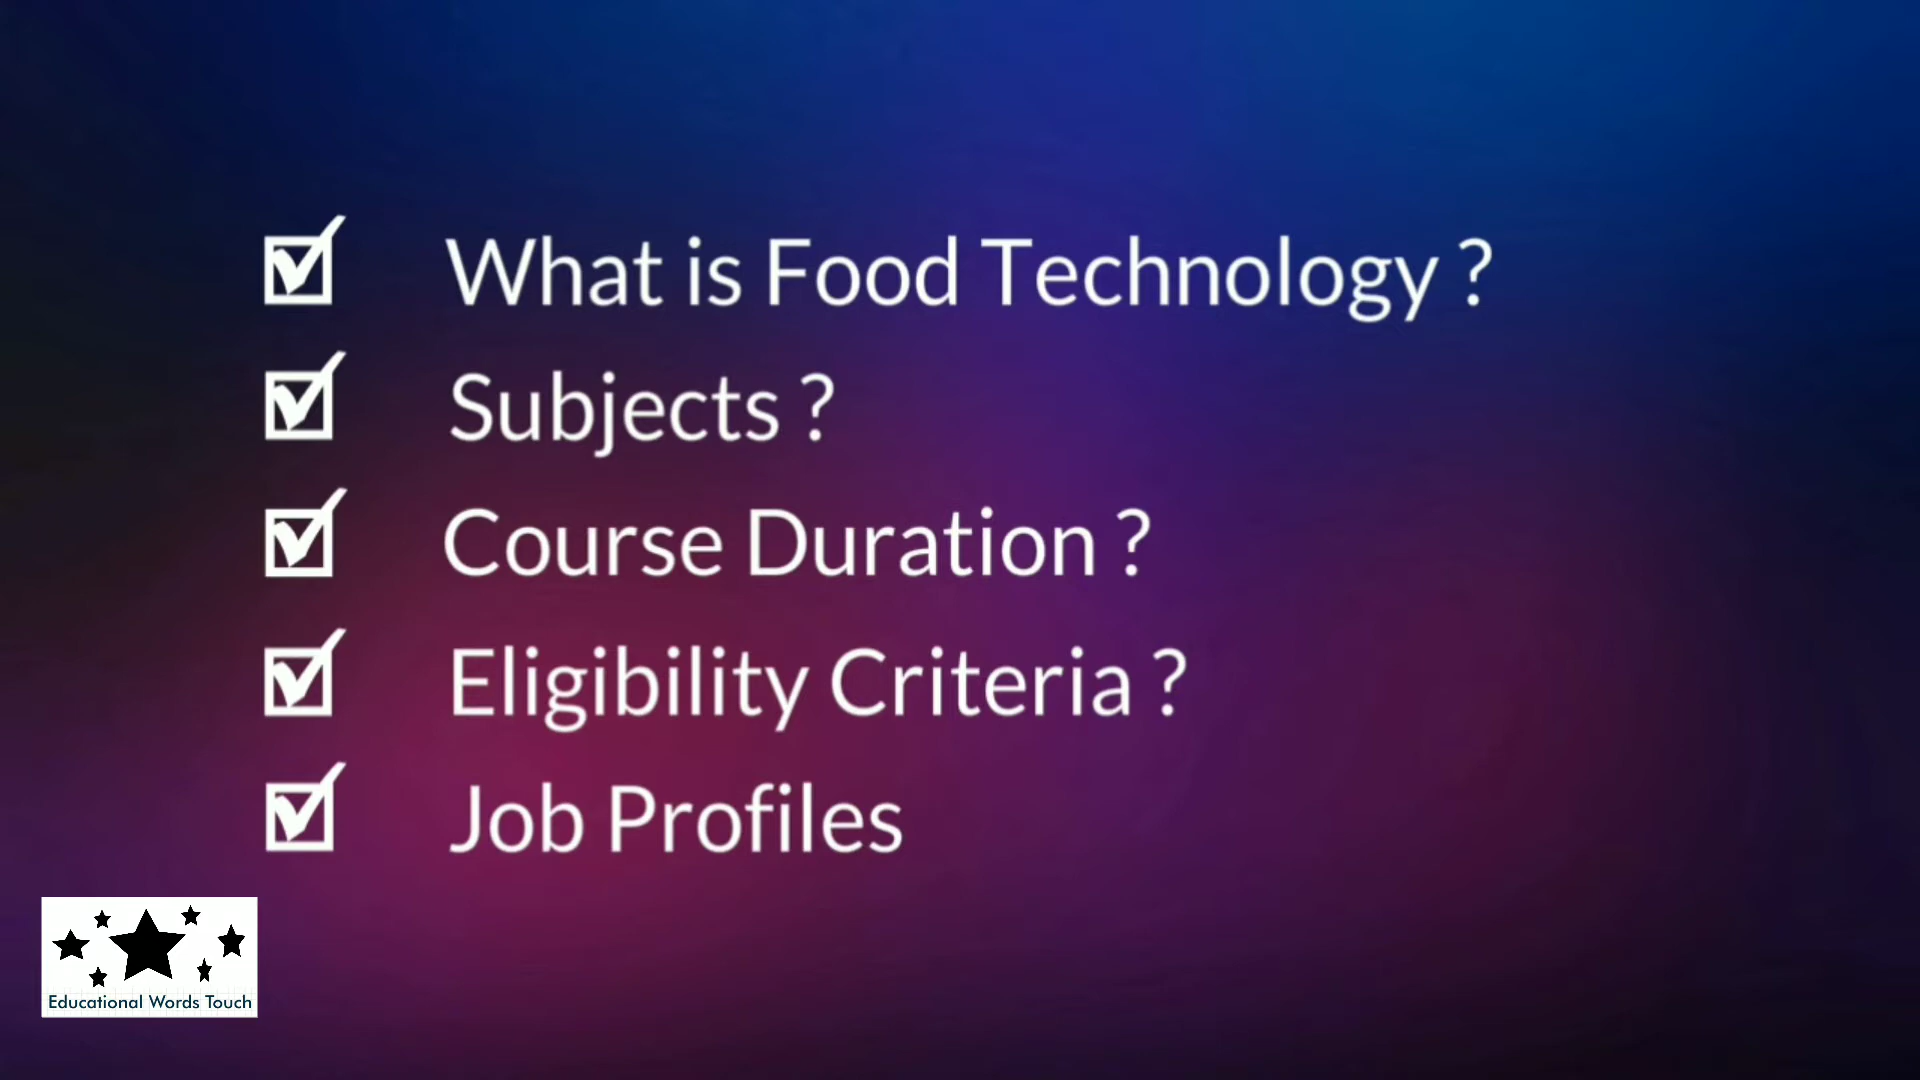 What is Food Technology ?
Subjects ?
Course Duration ?
Eligibility Criteria ?
Job Profiles
Educational Words Touch